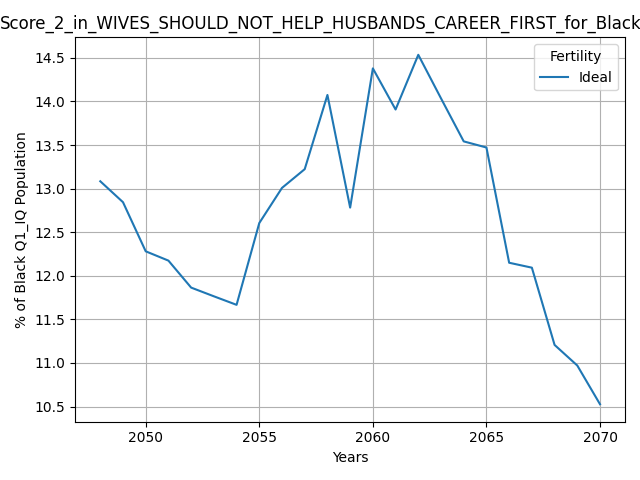 Score_2_in_WIVES_SHOULD_NOT_HELP_HUSBANDS_CAREER_FIRST_for_Black
Fertility
Ideal
14.5
14.0
13.5
13.0
12.5
12.0
11.5
11.0
10.5
% of Black Q1_IQ Population
2050 2055 2060 2065 2070
Years